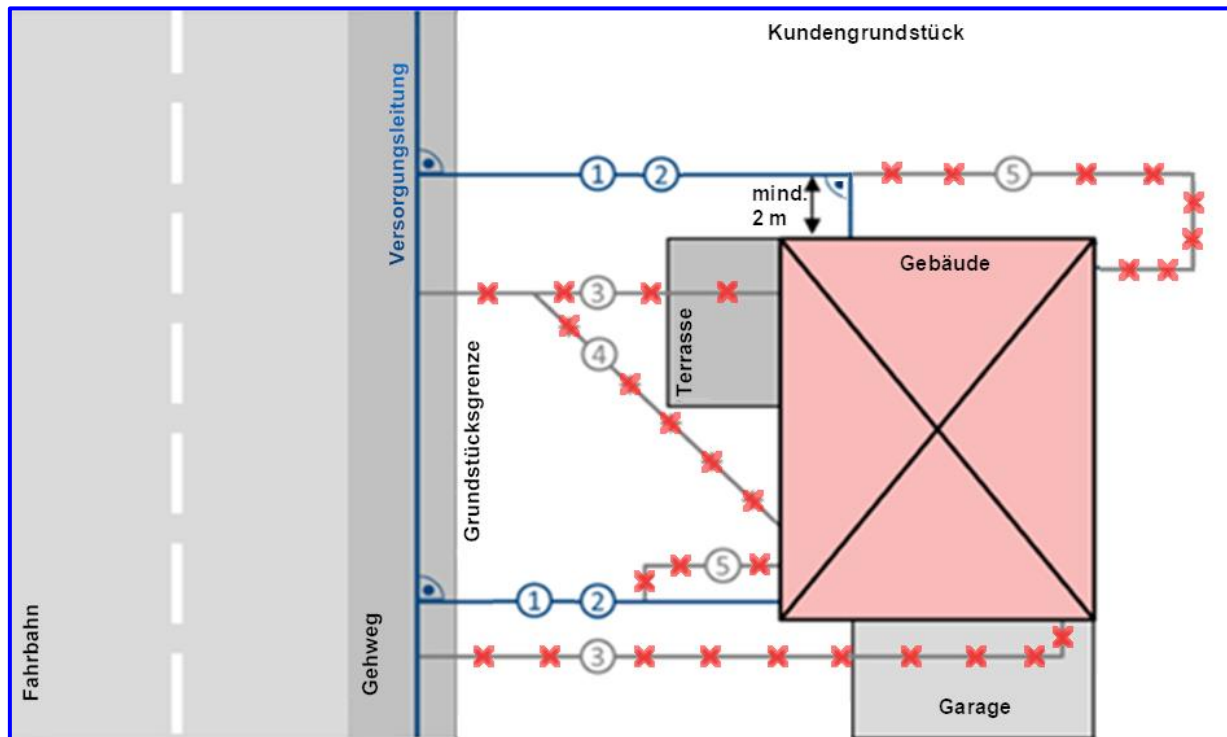 Kundengrundstück
Versorgungsleitung
1
2
5
mind.
2 m
Gebäude
3
Terrasse
4
Grundstücksgrenze
5
1
2
3
Fahrbahn
Gehweg
Garage